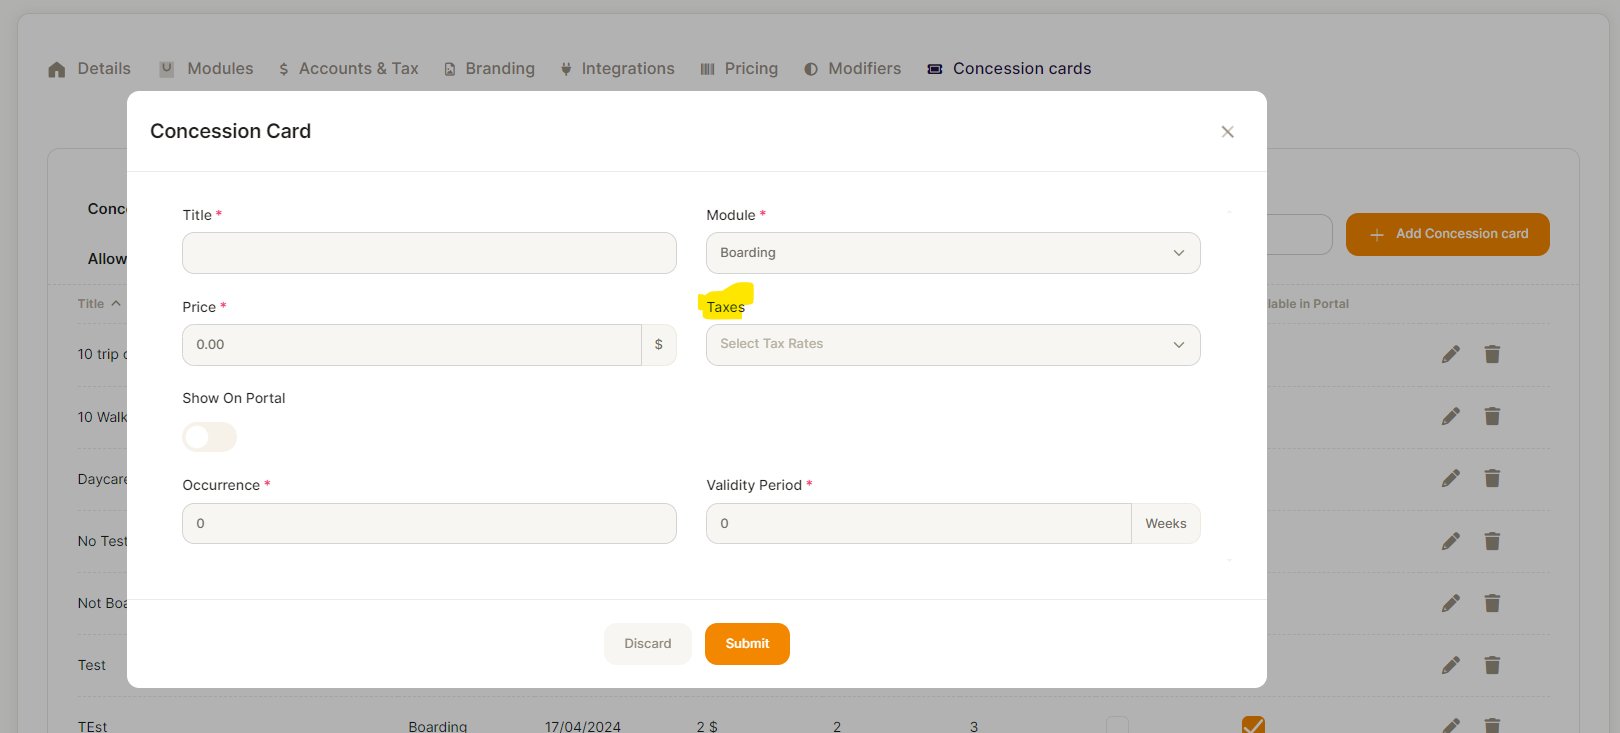 Details Modules $ Accounts & Tax Branding Integrations Pricing Modifiers Concession cards
Concession Card
Title *
Module *
Boarding
Add Concession card
Allow
Title
Price *
Taxes
0.00 $
Select Tax Rates
10 trip
Show On Portal
10 Walk
Daycare
Occurrence *
Validity Period *
0
0 Weeks
No Test
Not
Discard Submit
Test
TEst Boarding 17/04/2024 2 $ 2 3
in Portal